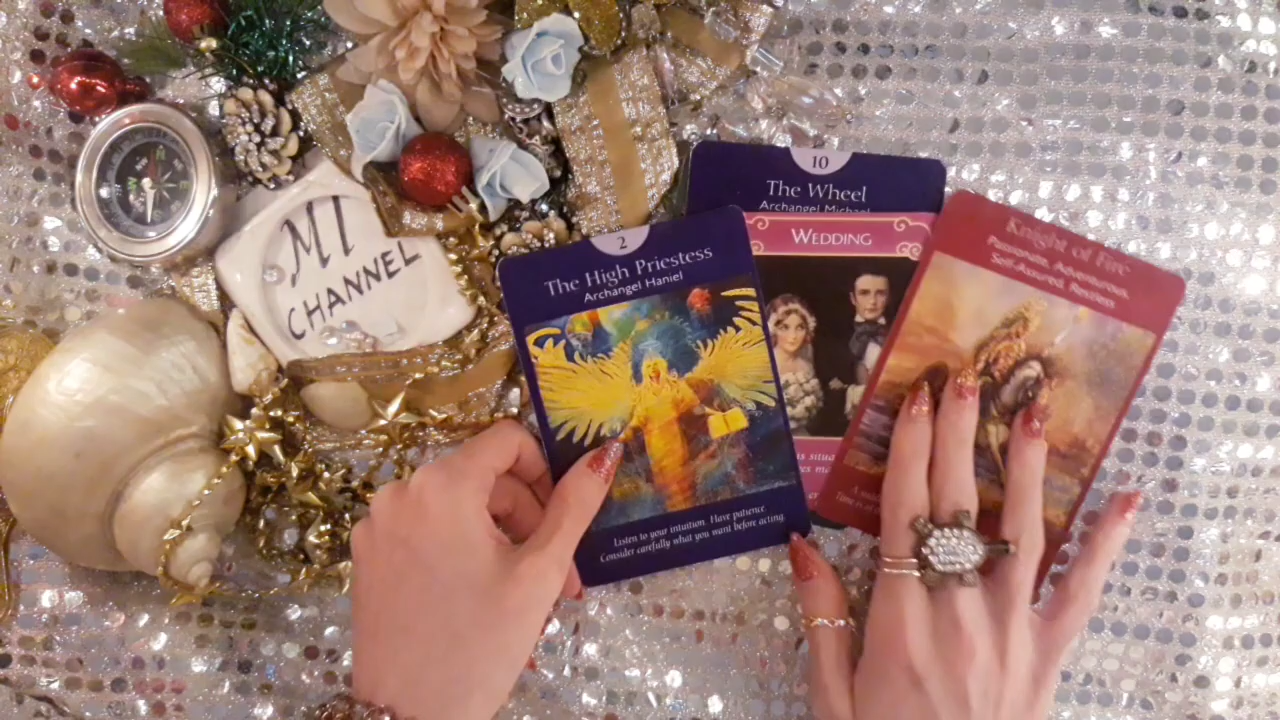 MI
CHANNEL
10
The Wheel
Archangel Michael
WEDDING
2
The High Priestess
Archangel Haniel
Listen to your intuition. Have patience.
Consider carefully what you want before acting.
Knight of Fire
Passionate, Adventurous,
Self-Assured, Restless